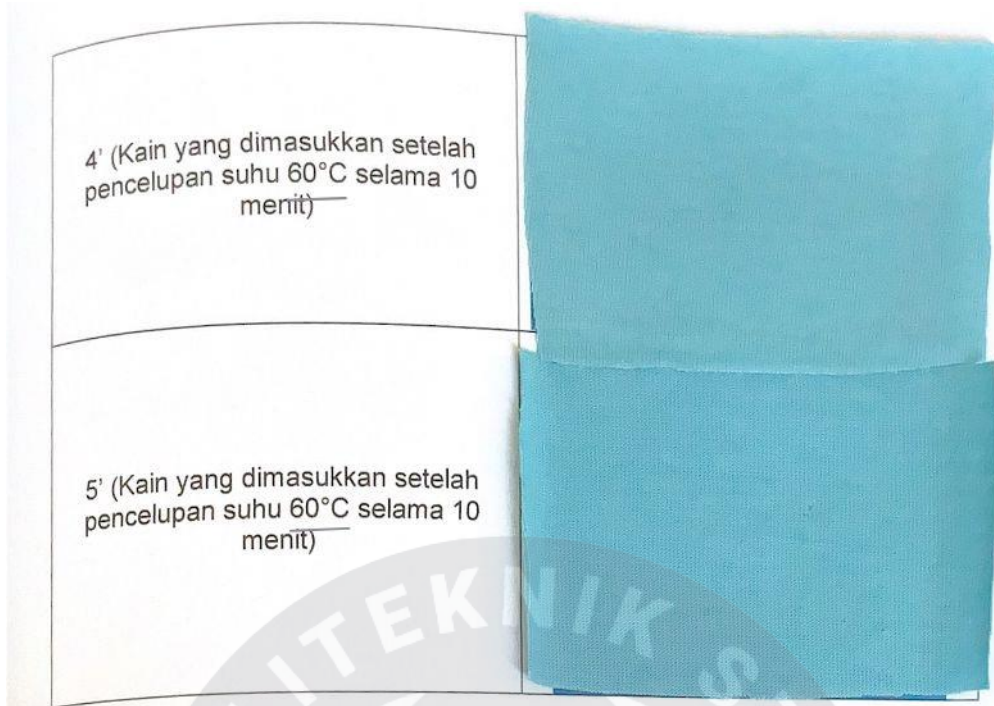 4' (Kain yang dimasukkan setelah
pencelupan suhu 60°C selama 10
menit)
5' (Kain yang dimasukkan setelah
pencelupan suhu 60°C selama 10
menit)
ITEKNIK S